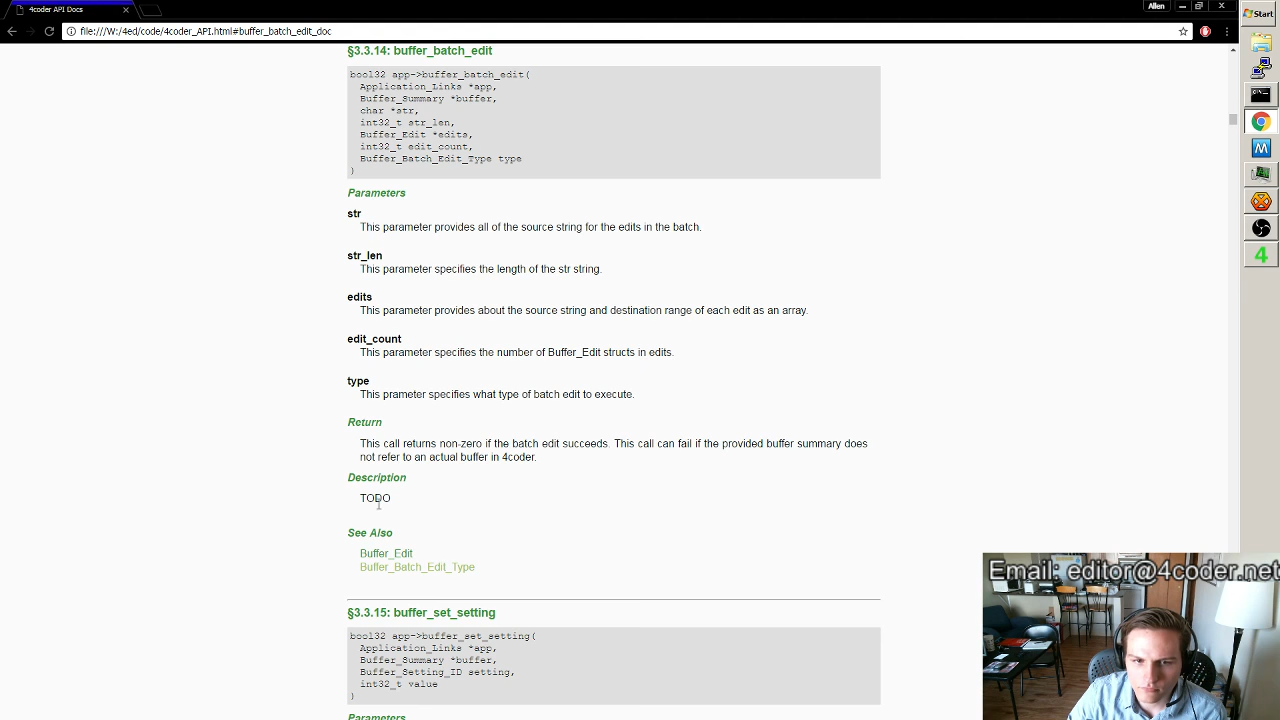 4coder API Docs
Allen
Start
file:///W:/4ed/code/4coder_API.html#buffer_batch_edit_doc
§3.3.14: buffer_batch_edit
bool32 app->buffer_batch_edit(
Application_Links *app,
Buffer_Summary *buffer,
char *str,
int32_t str_len,
Buffer_Edit *edits,
int32_t edit_count,
Buffer_Batch_Edit_Type type
)
Parameters
str
This parameter provides all of the source string for the edits in the batch.
str_len
This parameter specifies the length of the str string.
edits
This parameter provides about the source string and destination range of each edit as an array.
edit_count
This parameter specifies the number of Buffer_Edit structs in edits.
type
This prameter specifies what type of batch edit to execute.
Return
This call returns non-zero if the batch edit succeeds. This call can fail if the provided buffer summary does
not refer to an actual buffer in 4coder.
Description
TODO
See Also
Buffer_Edit
Buffer_Batch_Edit_Type
Email: editor@4coder.net
§3.3.15: buffer_set_setting
bool32 app->buffer_set_setting(
Application_Links *app,
Buffer_Summary *buffer,
Buffer_Setting_ID setting,
int32_t value
)
Parameters